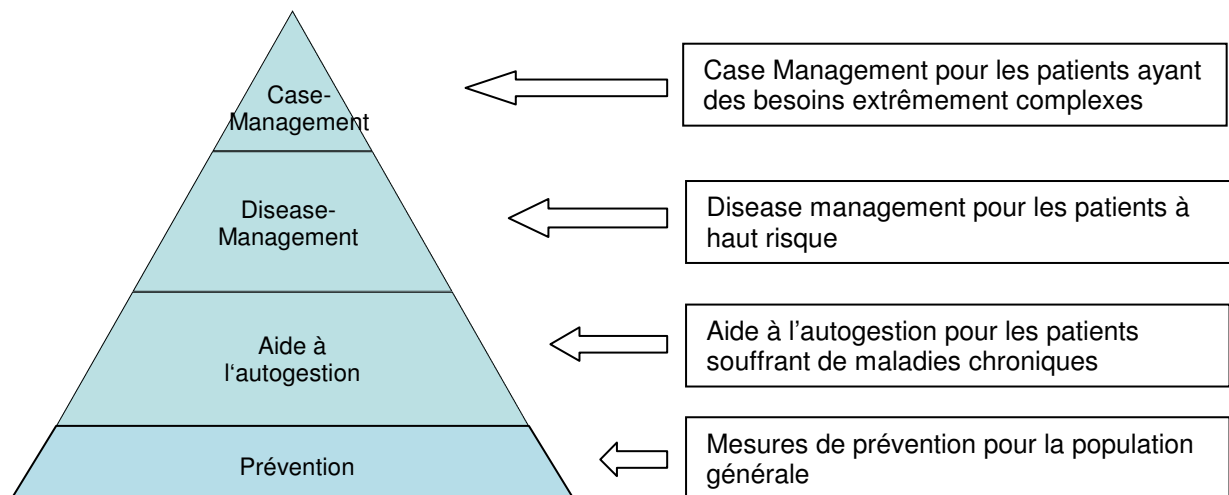 Case-
Management
Case Management pour les patients ayant
des besoins extrêmement complexes
Disease-
Management
Disease management pour les patients à
haut risque
Aide à
l‘autogestion
Aide à l’autogestion pour les patients
souffrant de maladies chroniques
Prévention
Mesures de prévention pour la population
générale